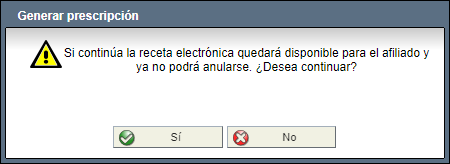 Generar prescripción
Si continúa la receta electrónica quedará disponible para el afiliado y
ya no podrá anularse. ¿Desea continuar?
Sí
No